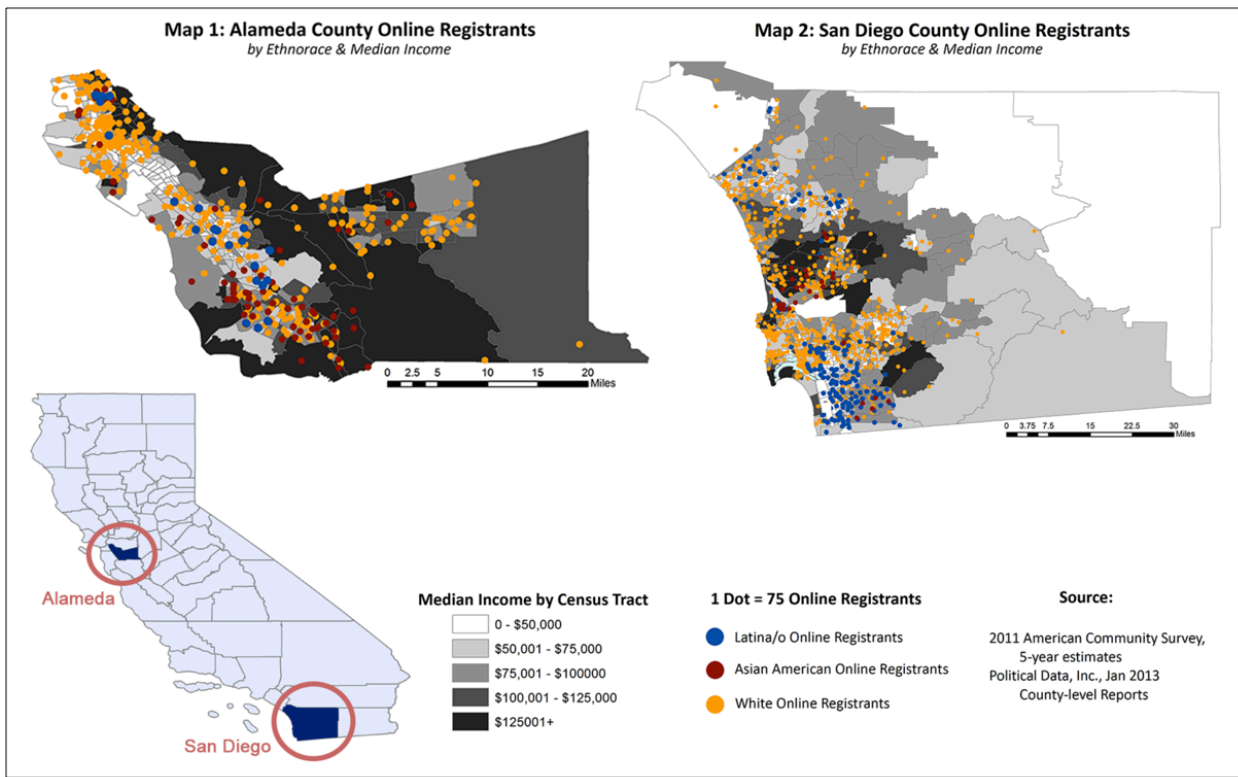 Map 1: Alameda County Online Registrants
by Ethnorace & Median Income
Map 2: San Diego County Online Registrants
by Ethnorace & Median Income
0 2.5 5 10 15 20
Miles
0 3.75 7.5 15 22.5 30
Miles
Alameda
San Diego
Median Income by Census Tract
0 - $50,000
$50,001 - $75,000
$75,001 - $100000
$100,001 - $125,000
$125001+
1 Dot = 75 Online Registrants
Latina/o Online Registrants
Asian American Online Registrants
White Online Registrants
Source:
2011 American Community Survey,
5-year estimates
Political Data, Inc., Jan 2013
County-level Reports